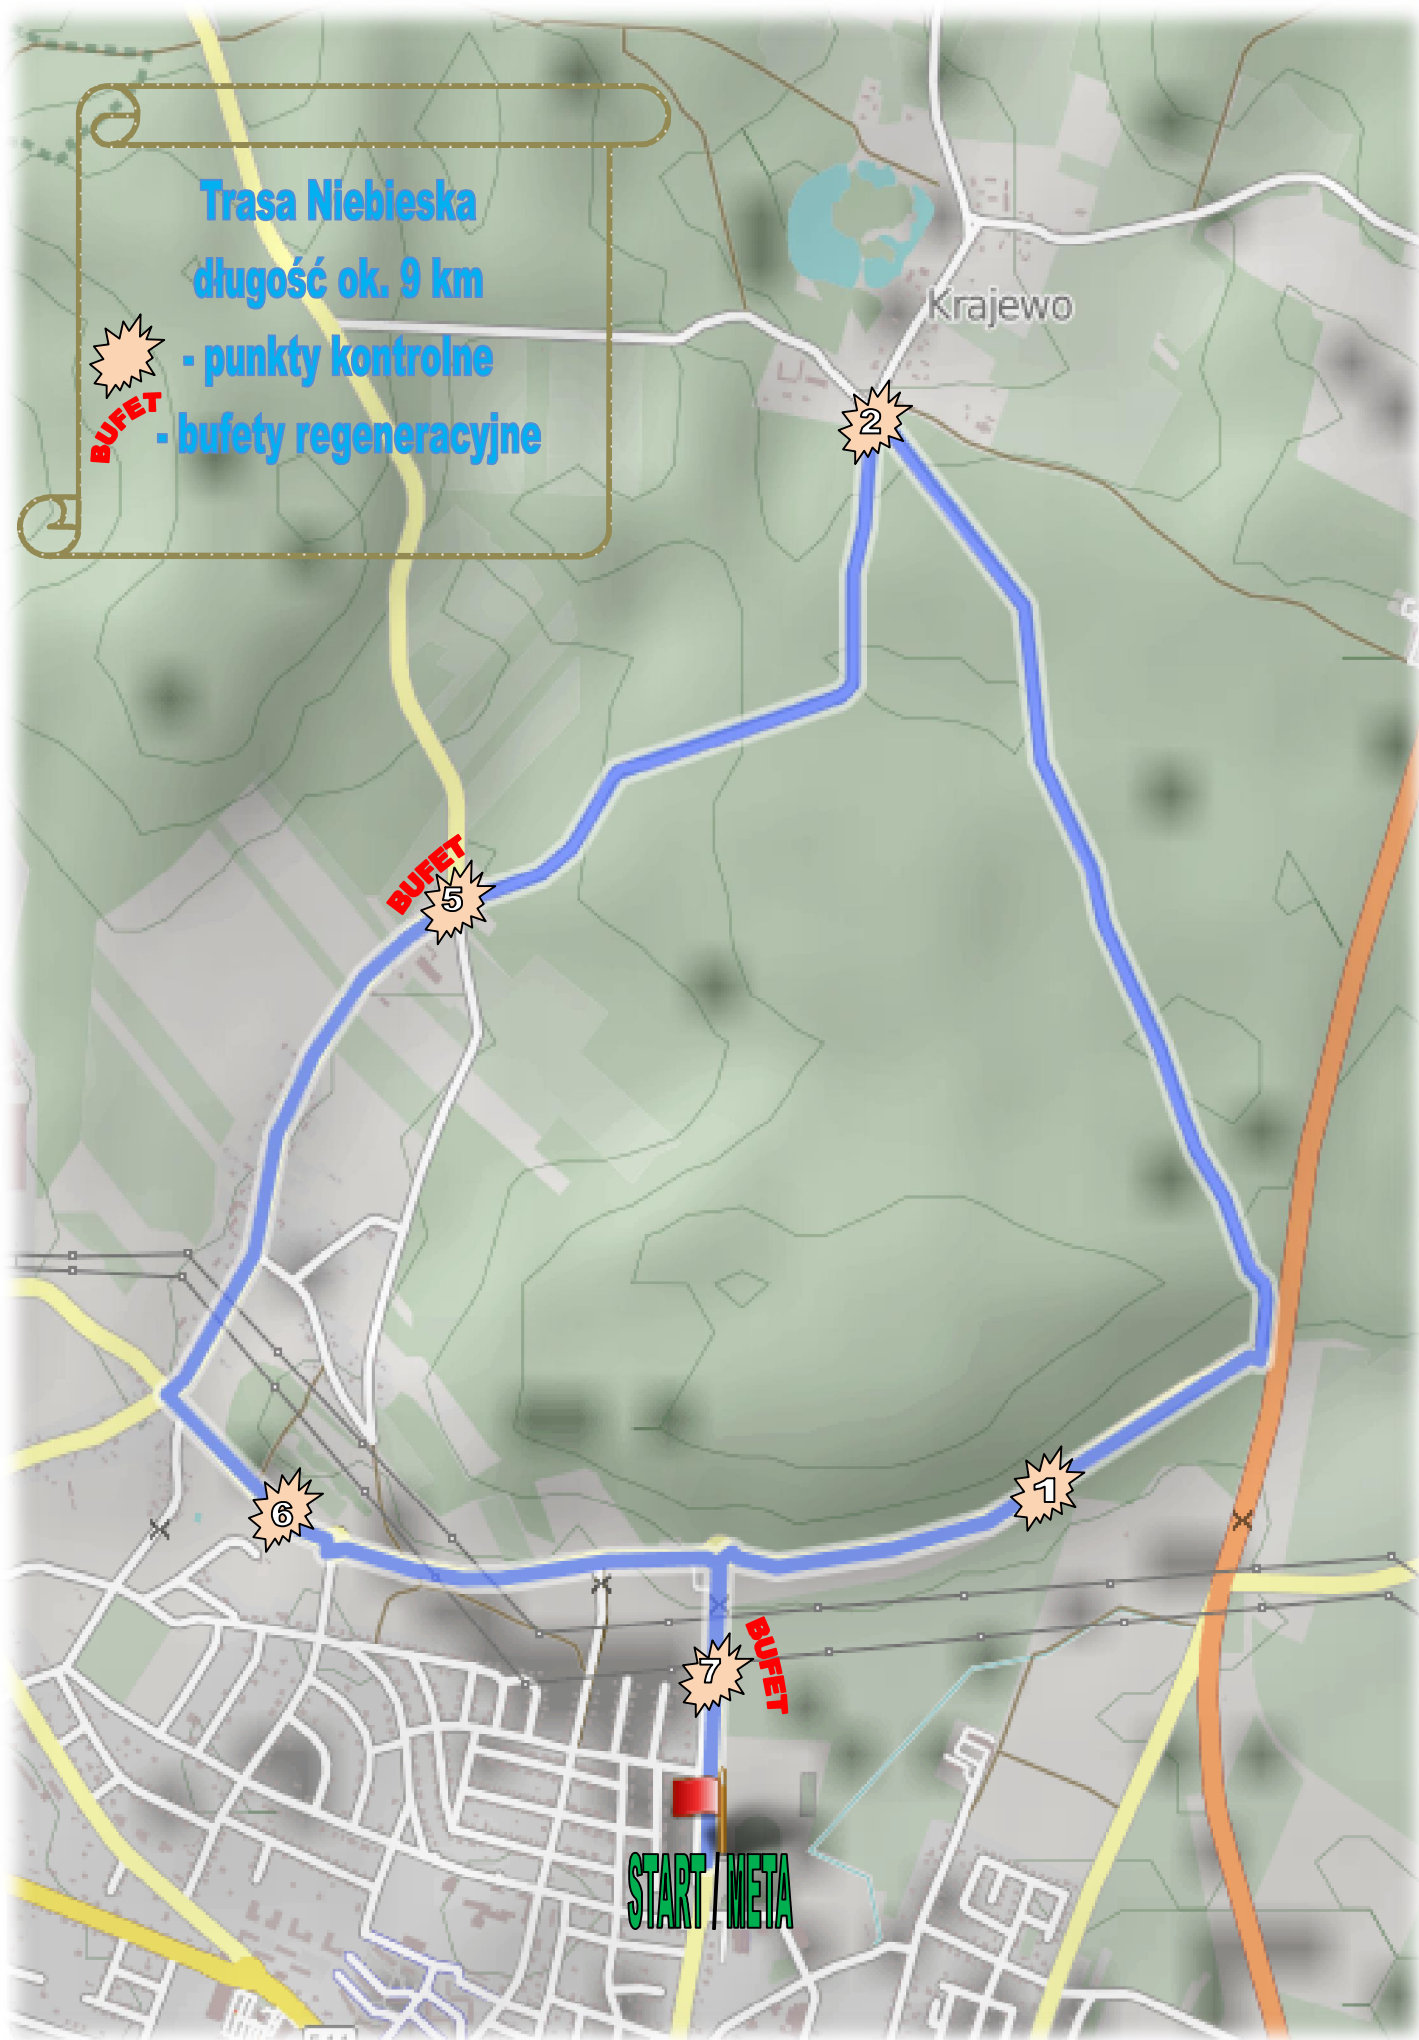 Trasa Niebieska
długość ok. 9 km
- punkty kontrolne
BUFET
- bufety regeneracyjne
Krajewo
2
BUFET
5
1
6
7
BUFET
START / META